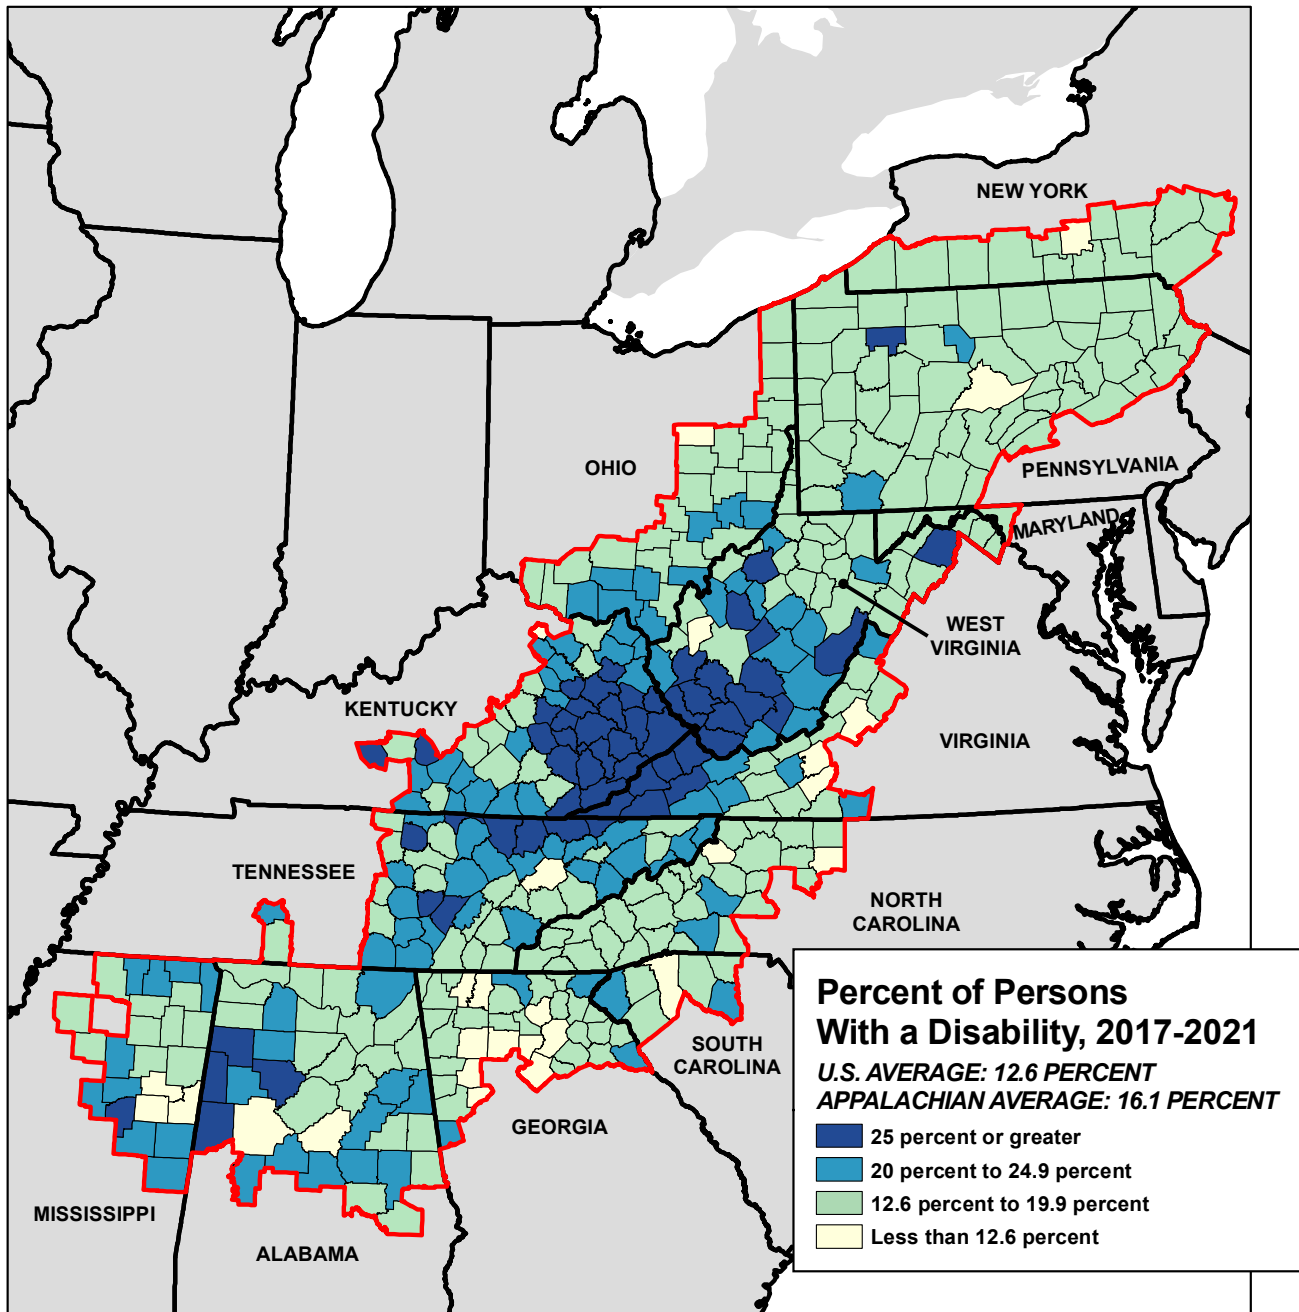 NEW YORK
OHIO
PENNSYLVANIA
MARYLAND
WEST
VIRGINIA
KENTUCKY
VIRGINIA
TENNESSEE
NORTH
CAROLINA
SOUTH
CAROLINA
GEORGIA
MISSISSIPPI
ALABAMA
Percent of Persons
With a Disability, 2017-2021
U.S. AVERAGE: 12.6 PERCENT
APPALACHIAN AVERAGE: 16.1 PERCENT
25 percent or greater
20 percent to 24.9 percent
12.6 percent to 19.9 percent
Less than 12.6 percent